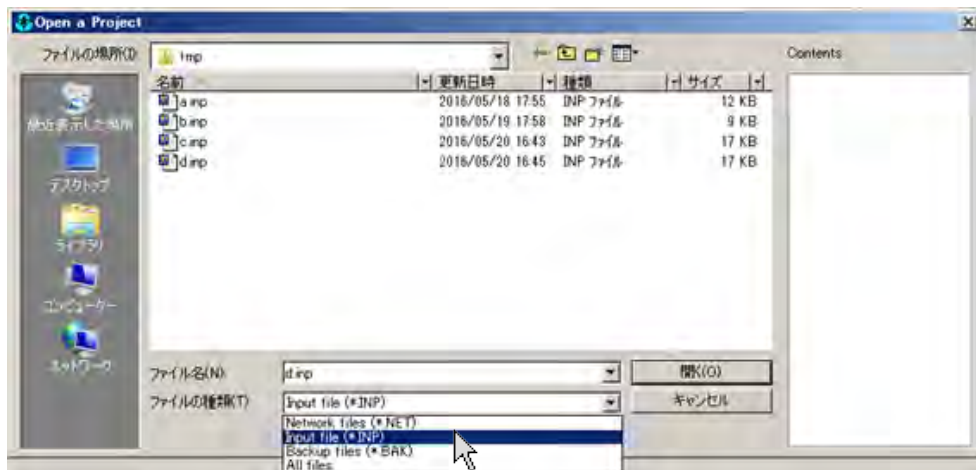 Open a Project
ファイルの場所(I)
tmp
Contents
名前 更新日時 種類 サイズ
a.inp 2016/05/18 17:55 INP ファイル 12 KB
b.inp 2016/05/19 17:58 INP ファイル 9 KB
c.inp 2016/05/20 16:43 INP ファイル 17 KB
d.inp 2016/05/20 16:45 INP ファイル 17 KB
最近表示した場所
デスクトップ
ライブラリ
コンピューター
ネットワーク
ファイル名(N):
d.inp
開く(O)
ファイルの種類(T):
Input file (*.INP)
キャンセル
Network files (*.NET)
Input file (*.INP)
Backup files (*.BAK)
All files